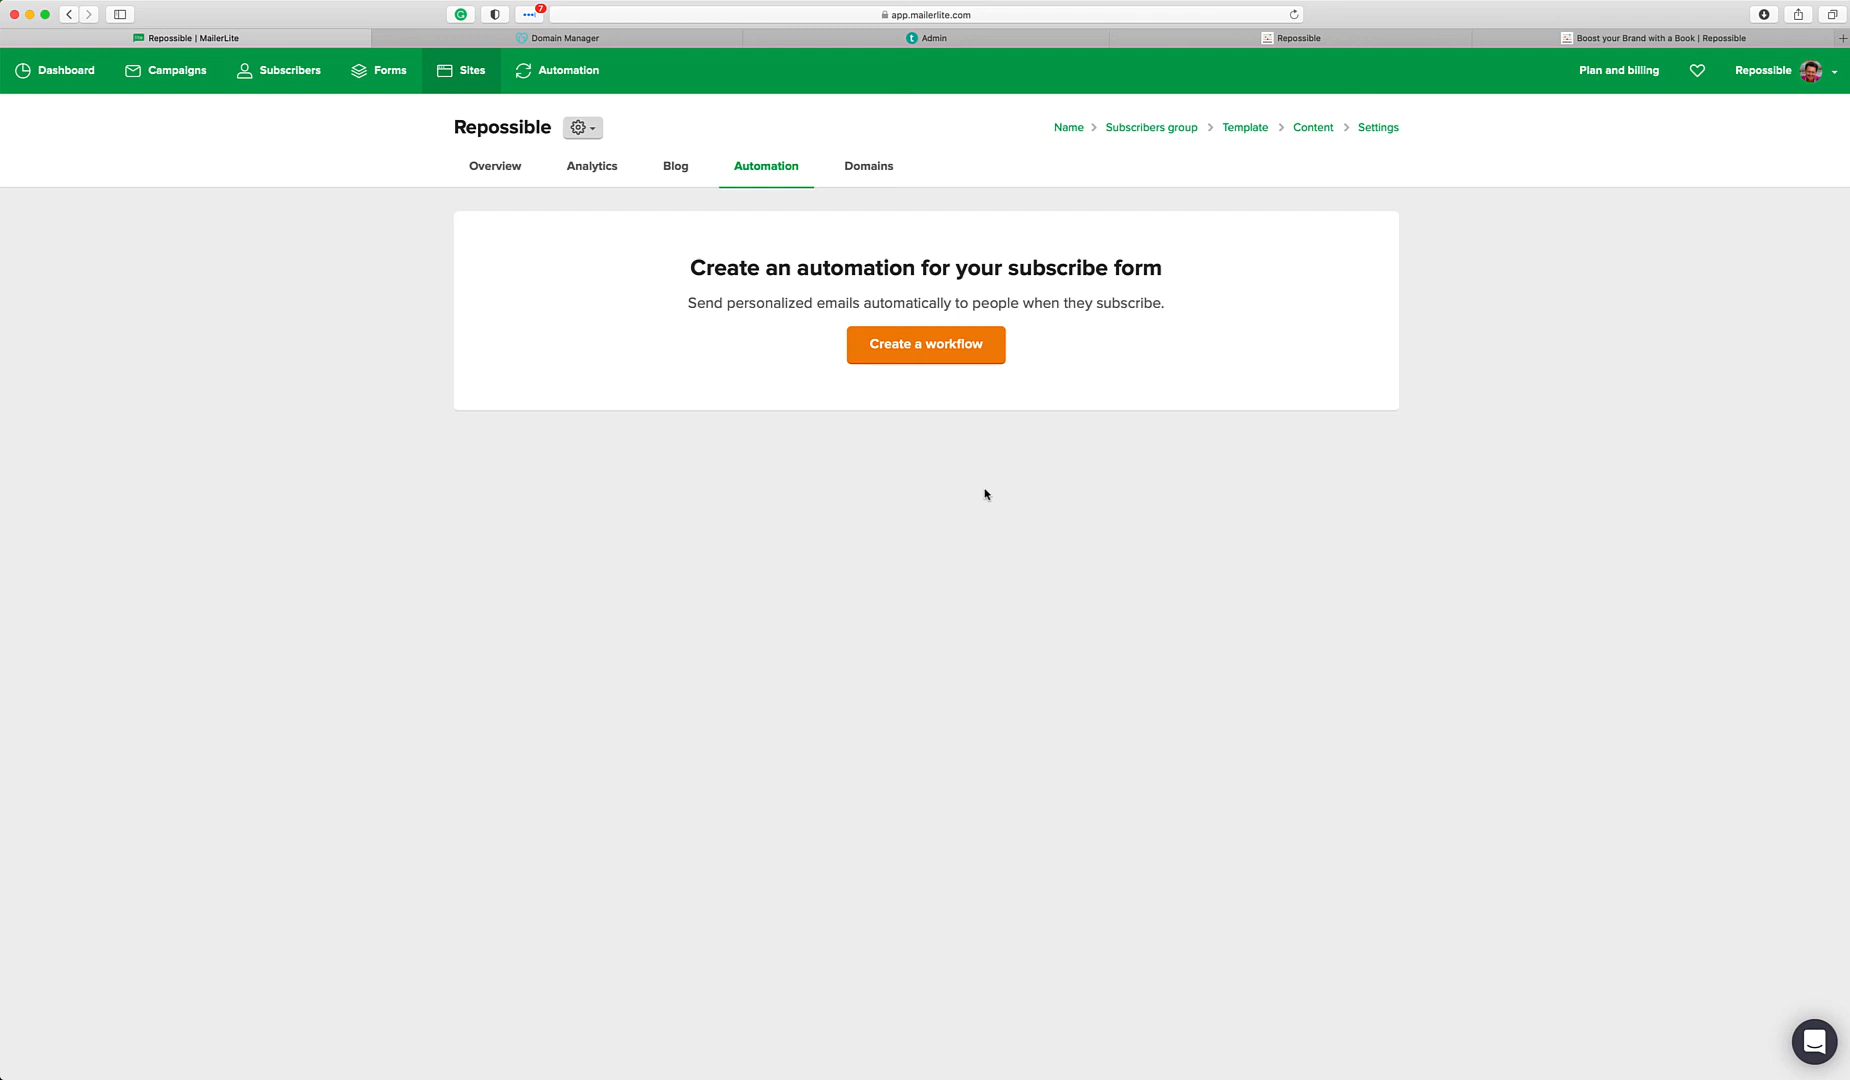 7
app.mailerlite.com
Repossible | MailerLite
Domain Manager
Admin
Repossible
Boost your Brand with a Book | Repossible
Dashboard
Campaigns
Subscribers
Forms
Sites
Automation
Plan and billing
Repossible
Repossible
Name
Subscribers group
Template
Content
Settings
Overview
Analytics
Blog
Automation
Domains
Create an automation for your subscribe form
Send personalized emails automatically to people when they subscribe.
Create a workflow